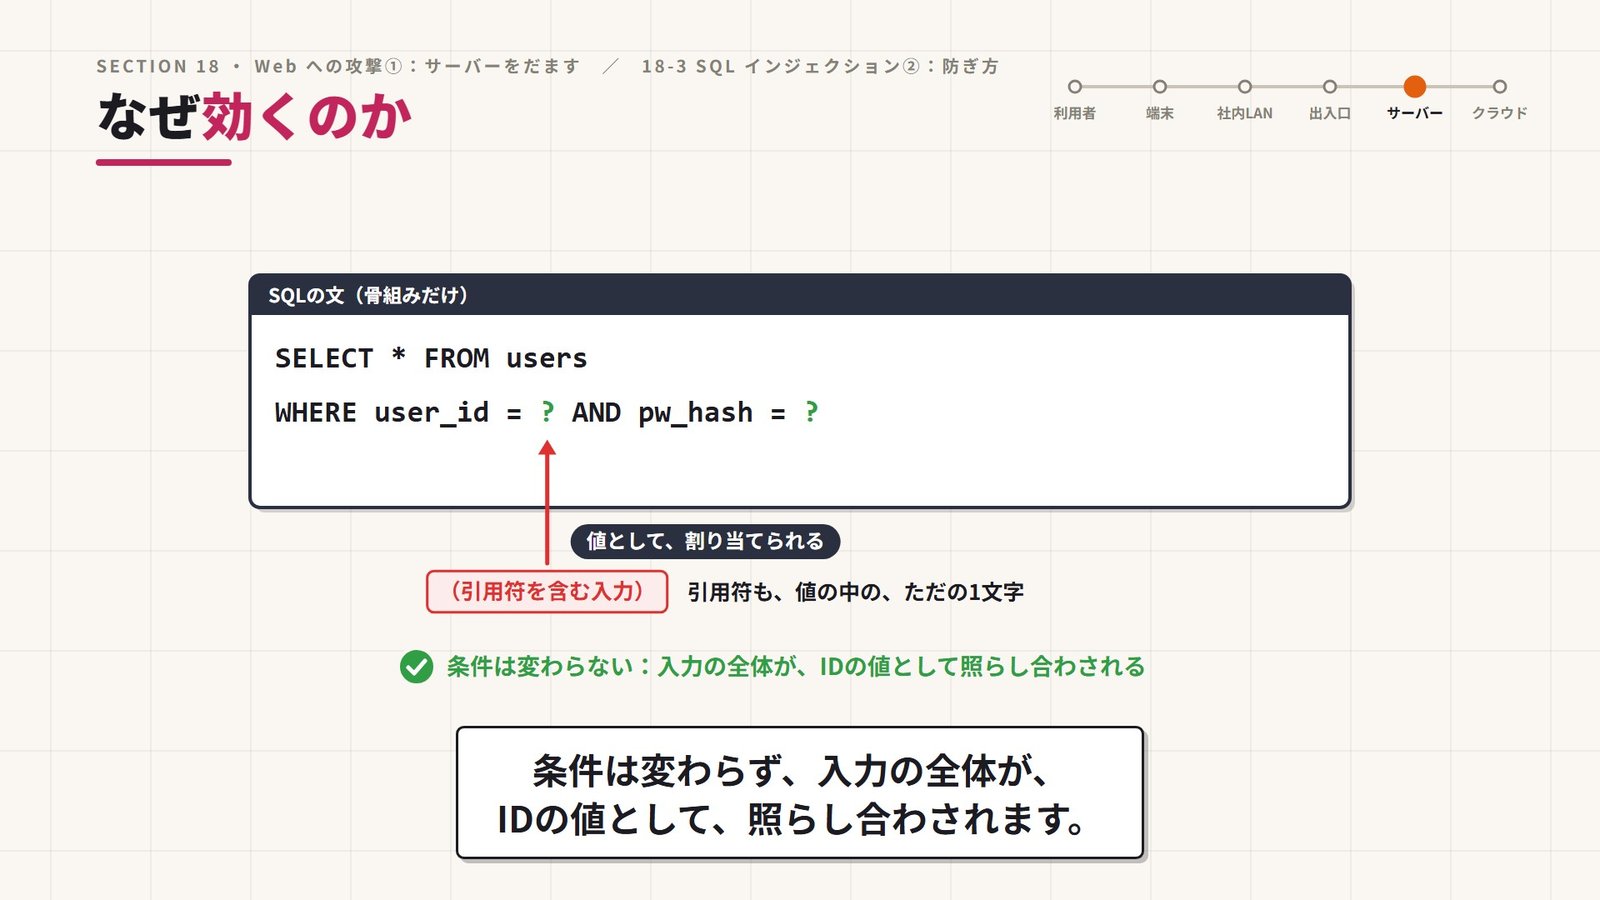 SECTION 18 ・ Web への攻撃①：サーバーをだます ／ 18-3 SQL インジェクション②：防ぎ方
なぜ効くのか
利用者
端末
社内LAN
出入口
サーバー
クラウド
SQLの文（骨組みだけ）
SELECT * FROM users
WHERE user_id = ? AND pw_hash = ?
値として、割り当てられる
（引用符を含む入力）
引用符も、値の中の、ただの1文字
条件は変わらない：入力の全体が、IDの値として照らし合わされる
条件は変わらず、入力の全体が、
IDの値として、照らし合わされます。